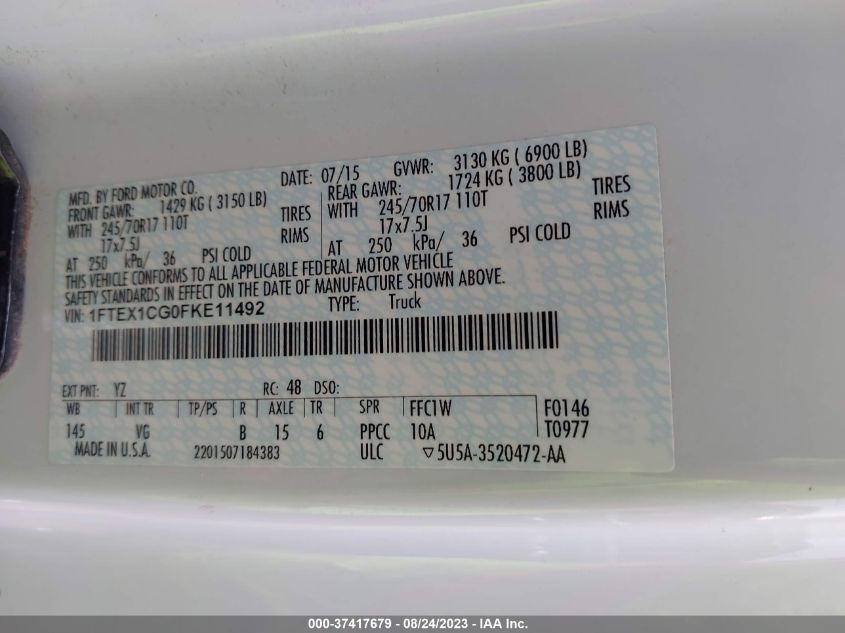 MFD. BY FORD MOTOR CO. DATE: 07/15 GVWR: 3130 KG ( 6900 LB)
FRONT GAWR: 1429 KG ( 3150 LB) REAR GAWR: 1724 KG ( 3800 LB)
WITH 245/70R17 110T TIRES WITH 245/70R17 110T TIRES
17x7.5J RIMS 17x7.5J RIMS
AT 250 kPa/ 36 PSI COLD AT 250 kPa/ 36 PSI COLD
THIS VEHICLE CONFORMS TO ALL APPLICABLE FEDERAL MOTOR VEHICLE
SAFETY STANDARDS IN EFFECT ON THE DATE OF MANUFACTURE SHOWN ABOVE.
VIN: 1FTEX1CG0FKE11492 TYPE: Truck
EXT PNT: YZ RC: 48 DSO:
WB INT TR TP/PS R AXLE TR SPR FFC1W F0146
145 VG B 15 6 PPCC 10A T0977
MADE IN U.S.A. 2201507184383 ULC ▽5U5A-3520472-AA
000-37417679 - 08/24/2023 - IAA Inc.